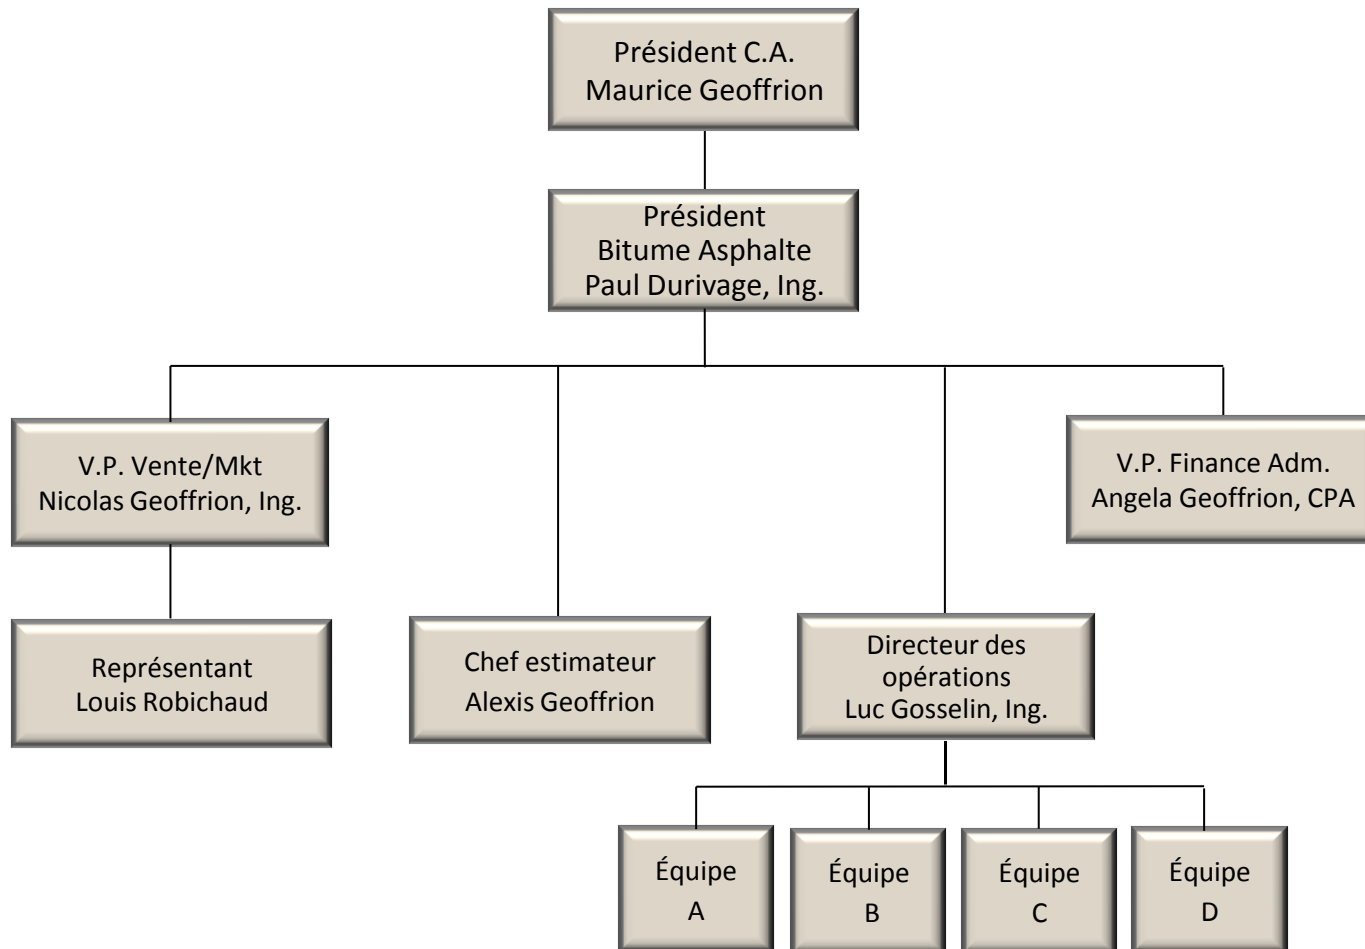 Président C.A.
Maurice Geoffrion
Président
Bitume Asphalte
Paul Durivage, Ing.
V.P. Vente/Mkt
Nicolas Geoffrion, Ing.
V.P. Finance Adm.
Angela Geoffrion, CPA
Représentant
Louis Robichaud
Chef estimateur
Alexis Geoffrion
Directeur des
opérations
Luc Gosselin, Ing.
Équipe
A
Équipe
B
Équipe
C
Équipe
D